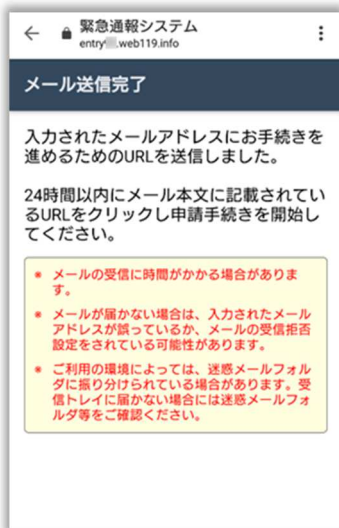 緊急通報システム
entry.web119.info
メール送信完了
入力されたメールアドレスにお手続きを
進めるためのURLを送信しました。
24時間以内にメール本文に記載されてい
るURLをクリックし申請手続きを開始し
てください。
※ メールの受信に時間がかかる場合がありま
す。
※ メールが届かない場合は、入力されたメール
アドレスが誤っているか、メールの受信拒否
設定をされている可能性があります。
※ ご利用の環境によっては、迷惑メールフォル
ダに振り分けられている場合があります。受
信トレイに届かない場合には迷惑メールフォ
ルダ等をご確認ください。